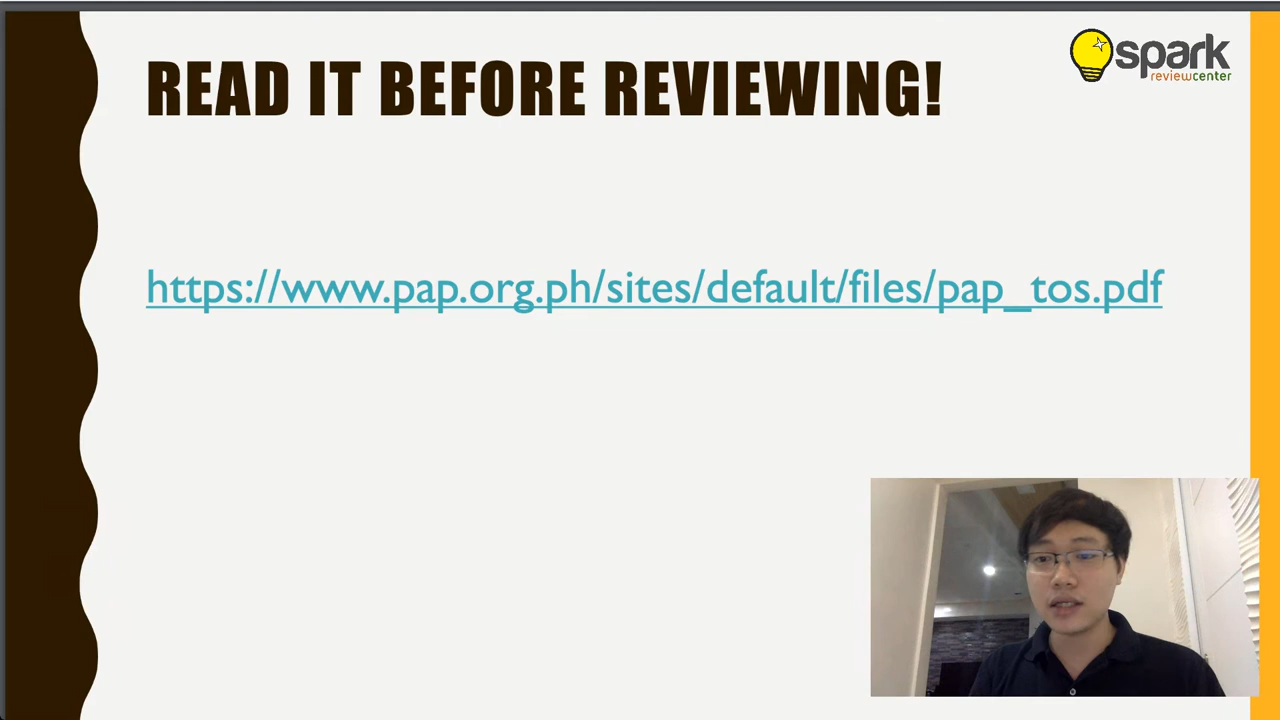 READ IT BEFORE REVIEWING!
spark
reviewcenter
https://www.pap.org.ph/sites/default/files/pap_tos.pdf